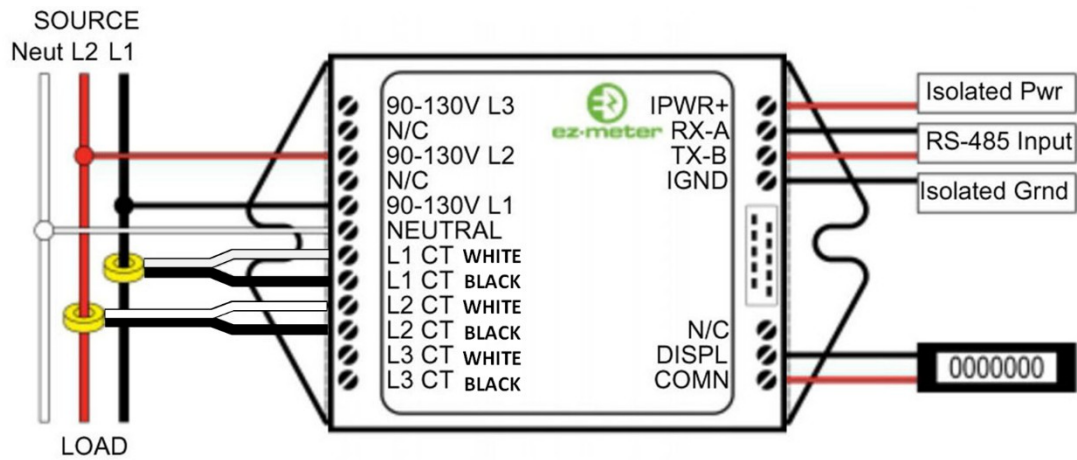 SOURCE
Neut L2 L1
90-130V L3
N/C
90-130V L2
N/C
90-130V L1
NEUTRAL
L1 CT WHITE
L1 CT BLACK
L2 CT WHITE
L2 CT BLACK
L3 CT WHITE
L3 CT BLACK
ez-meter
IPWR+
RX-A
TX-B
IGND
N/C
DISPL
COMN
Isolated Pwr
RS-485 Input
Isolated Grnd
0000000
LOAD